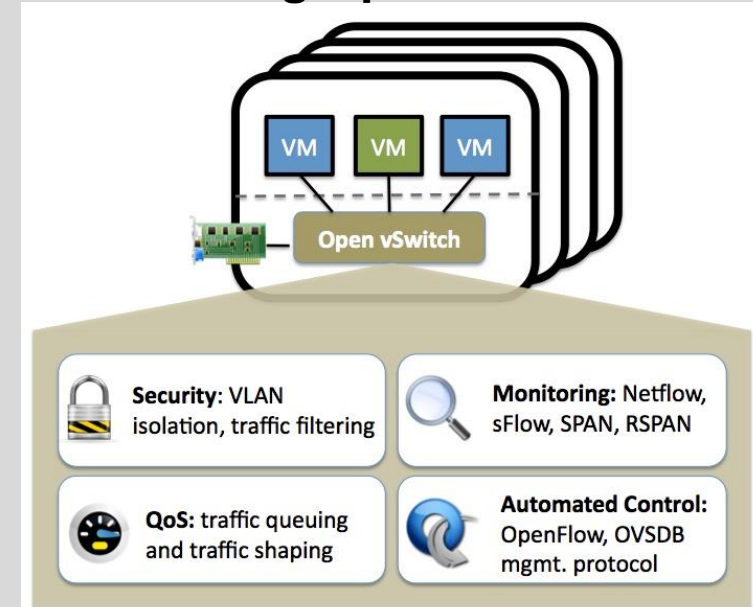 VM VM VM
Open vSwitch
Security: VLAN
isolation, traffic filtering
Monitoring: Netflow,
sFlow, SPAN, RSPAN
QoS: traffic queuing
and traffic shaping
Automated Control:
OpenFlow, OVSDB
mgmt. protocol